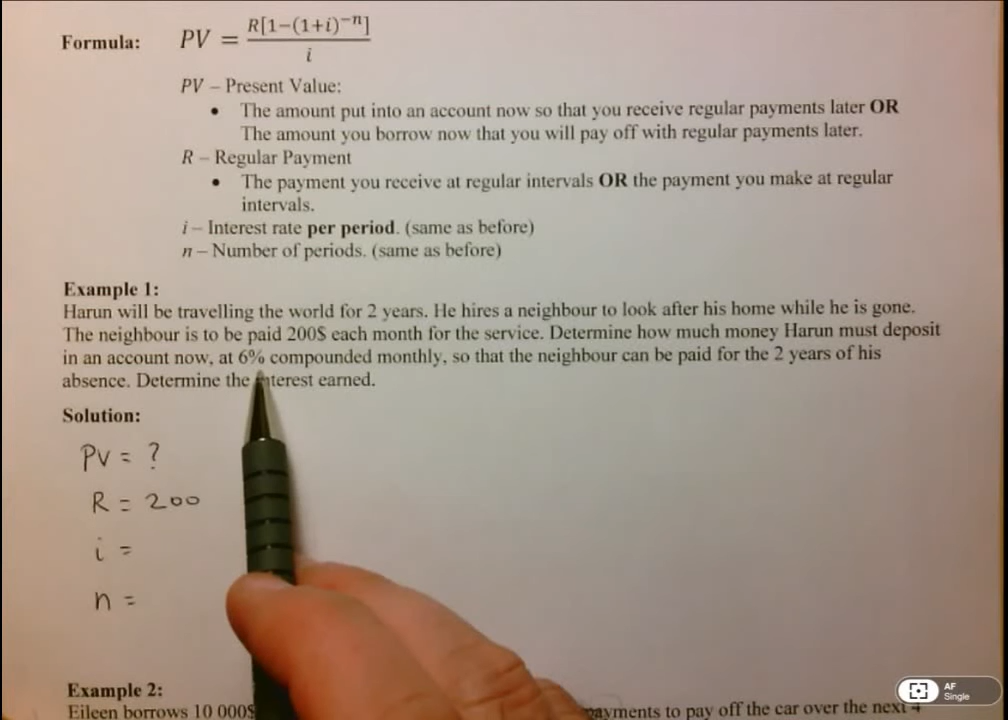 Formula: PV = R[1−(1+i)⁻ⁿ] / i
PV – Present Value:
• The amount put into an account now so that you receive regular payments later OR
The amount you borrow now that you will pay off with regular payments later.
R – Regular Payment
• The payment you receive at regular intervals OR the payment you make at regular
intervals.
i – Interest rate per period. (same as before)
n – Number of periods. (same as before)
Example 1:
Harun will be travelling the world for 2 years. He hires a neighbour to look after his home while he is gone.
The neighbour is to be paid 200$ each month for the service. Determine how much money Harun must deposit
in an account now, at 6% compounded monthly, so that the neighbour can be paid for the 2 years of his
absence. Determine the interest earned.
Solution:
PV = ?
R = 200
i =
n =
Example 2:
Eileen borrows 10 000$ payments to pay off the car over the next 4
AF
Single